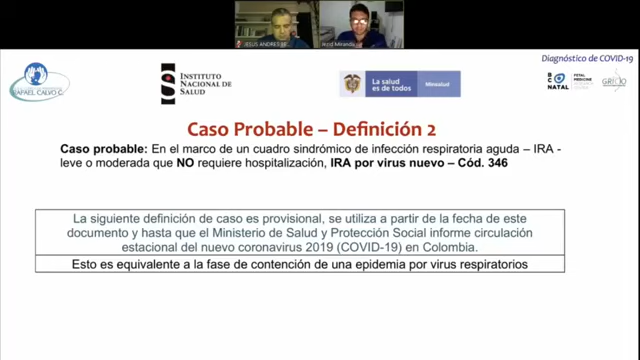 JESUS ANDRES BE
Jezid Miranda
Diagnóstico de COVID-19
RAFAEL CALVO C.
INSTITUTO
NACIONAL DE
SALUD
La salud
es de todos
Minsalud
BC
NATAL
FETAL
MEDICINE
Caso Probable – Definición 2
Caso probable: En el marco de un cuadro sindrómico de infección respiratoria aguda – IRA -
leve o moderada que NO requiere hospitalización, IRA por virus nuevo – Cód. 346
La siguiente definición de caso es provisional, se utiliza a partir de la fecha de este
documento y hasta que el Ministerio de Salud y Protección Social informe circulación
estacional del nuevo coronavirus 2019 (COVID-19) en Colombia.
Esto es equivalente a la fase de contención de una epidemia por virus respiratorios